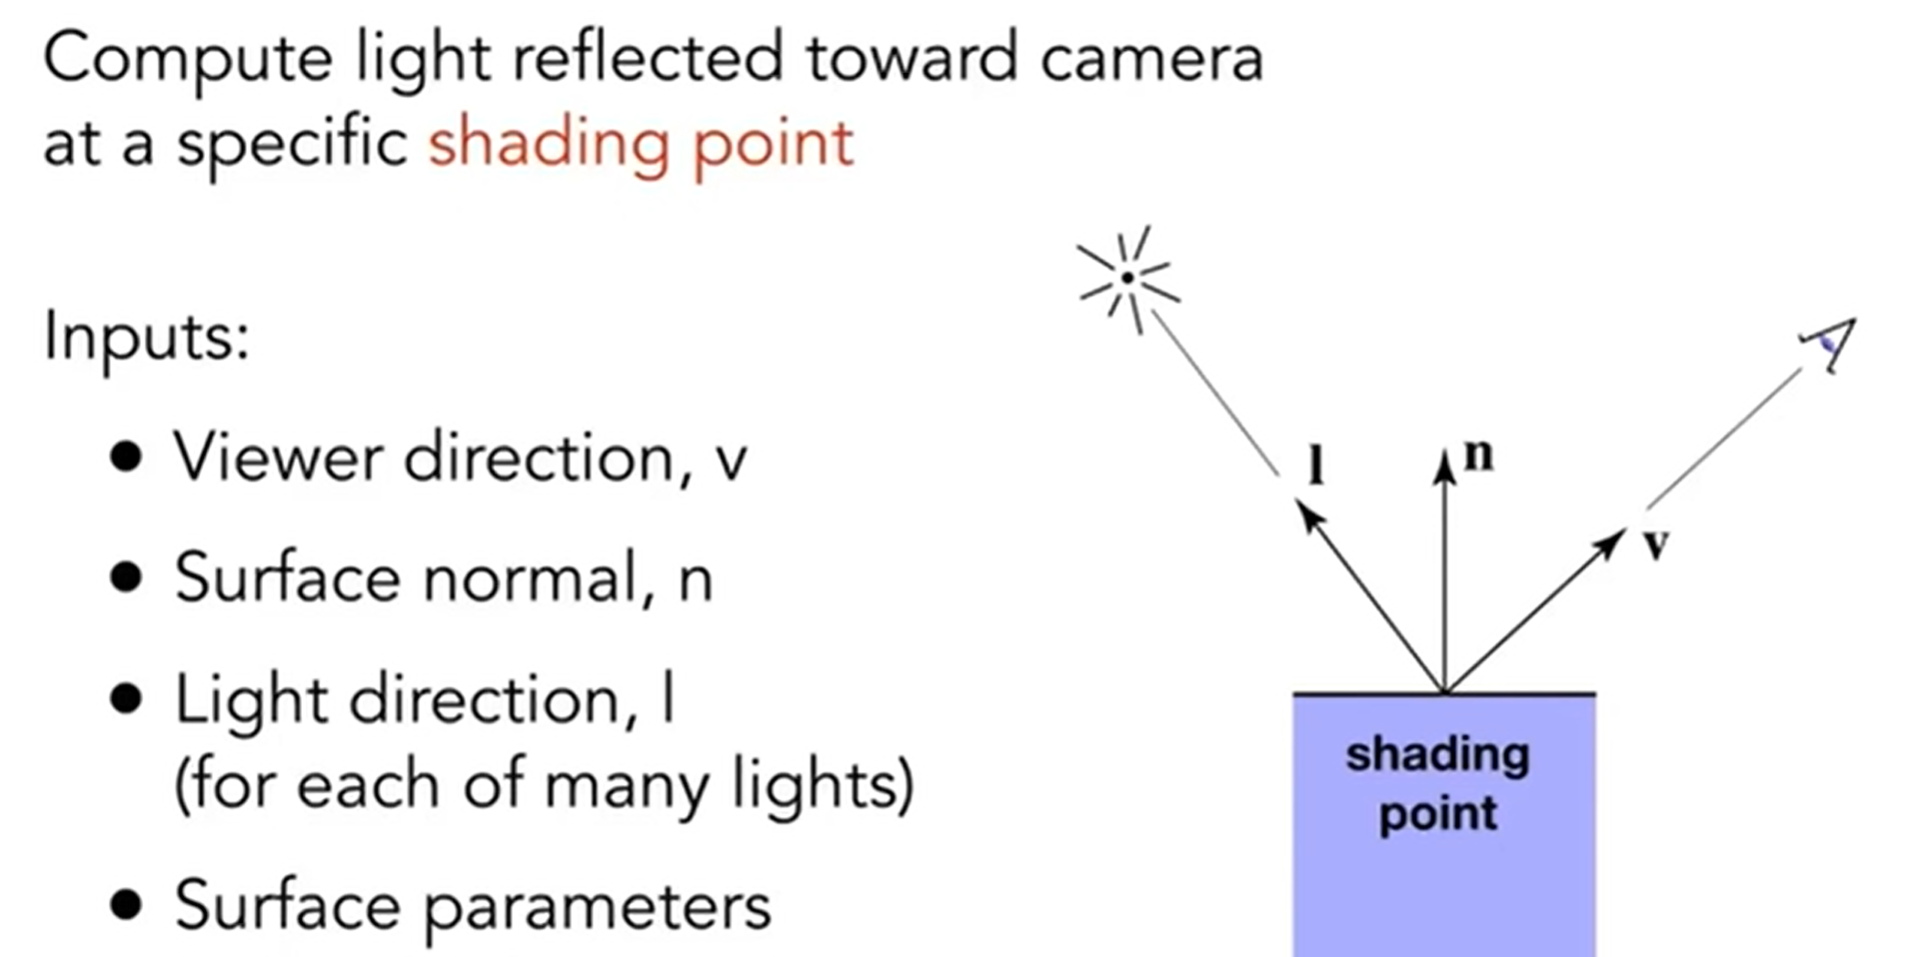 Compute light reflected toward camera
at a specific shading point
Inputs:
● Viewer direction, v
● Surface normal, n
● Light direction, l
(for each of many lights)
● Surface parameters
l
n
v
shading
point